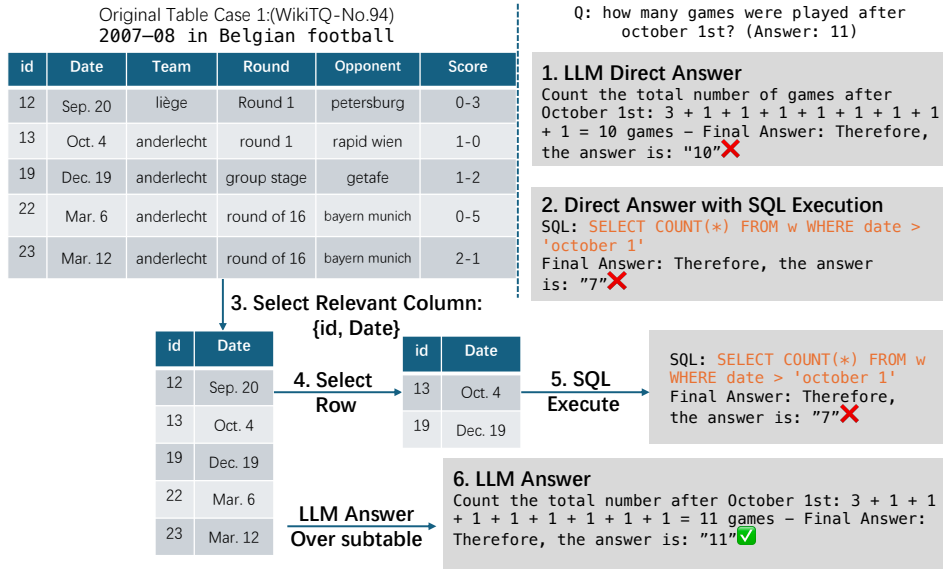 Original Table Case 1:(WikiTQ-No.94)
2007–08 in Belgian football
id Date Team Round Opponent Score
12 Sep. 20 liège Round 1 petersburg 0-3
13 Oct. 4 anderlecht round 1 rapid wien 1-0
19 Dec. 19 anderlecht group stage getafe 1-2
22 Mar. 6 anderlecht round of 16 bayern munich 0-5
23 Mar. 12 anderlecht round of 16 bayern munich 2-1
Q: how many games were played after
october 1st? (Answer: 11)
1. LLM Direct Answer
Count the total number of games after
October 1st: 3 + 1 + 1 + 1 + 1 + 1 + 1 + 1
+ 1 = 10 games – Final Answer: Therefore,
the answer is: "10”
2. Direct Answer with SQL Execution
SQL: SELECT COUNT(*) FROM w WHERE date >
'october 1'
Final Answer: Therefore, the answer
is: ”7”
3. Select Relevant Column:
{id, Date}
id Date
12 Sep. 20
13 Oct. 4
19 Dec. 19
22 Mar. 6
23 Mar. 12
4. Select
Row
id Date
13 Oct. 4
19 Dec. 19
5. SQL
Execute
SQL: SELECT COUNT(*) FROM w
WHERE date > 'october 1'
Final Answer: Therefore,
the answer is: ”7”
LLM Answer
Over subtable
6. LLM Answer
Count the total number after October 1st: 3 + 1 + 1
+ 1 + 1 + 1 + 1 + 1 + 1 = 11 games – Final Answer:
Therefore, the answer is: ”11”